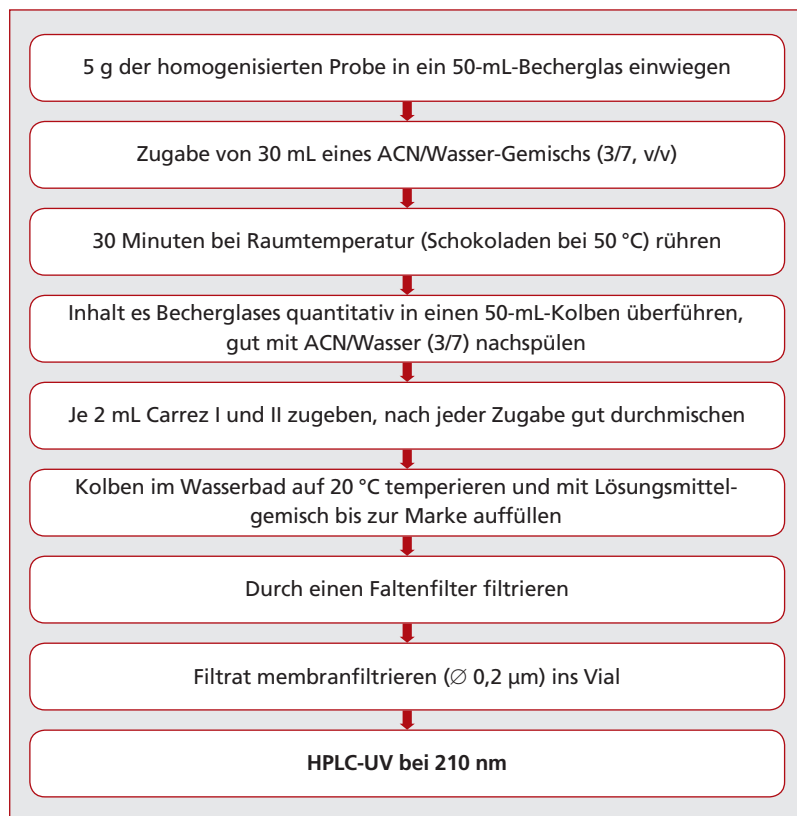 5 g der homogenisierten Probe in ein 50-mL-Becherglas einwiegen
Zugabe von 30 mL eines ACN/Wasser-Gemischs (3/7, v/v)
30 Minuten bei Raumtemperatur (Schokoladen bei 50 °C) rühren
Inhalt es Becherglases quantitativ in einen 50-mL-Kolben überführen,
gut mit ACN/Wasser (3/7) nachspülen
Je 2 mL Carrez I und II zugeben, nach jeder Zugabe gut durchmischen
Kolben im Wasserbad auf 20 °C temperieren und mit Lösungsmittel-
gemisch bis zur Marke auffüllen
Durch einen Faltenfilter filtrieren
Filtrat membranfiltrieren (∅ 0,2 µm) ins Vial
HPLC-UV bei 210 nm